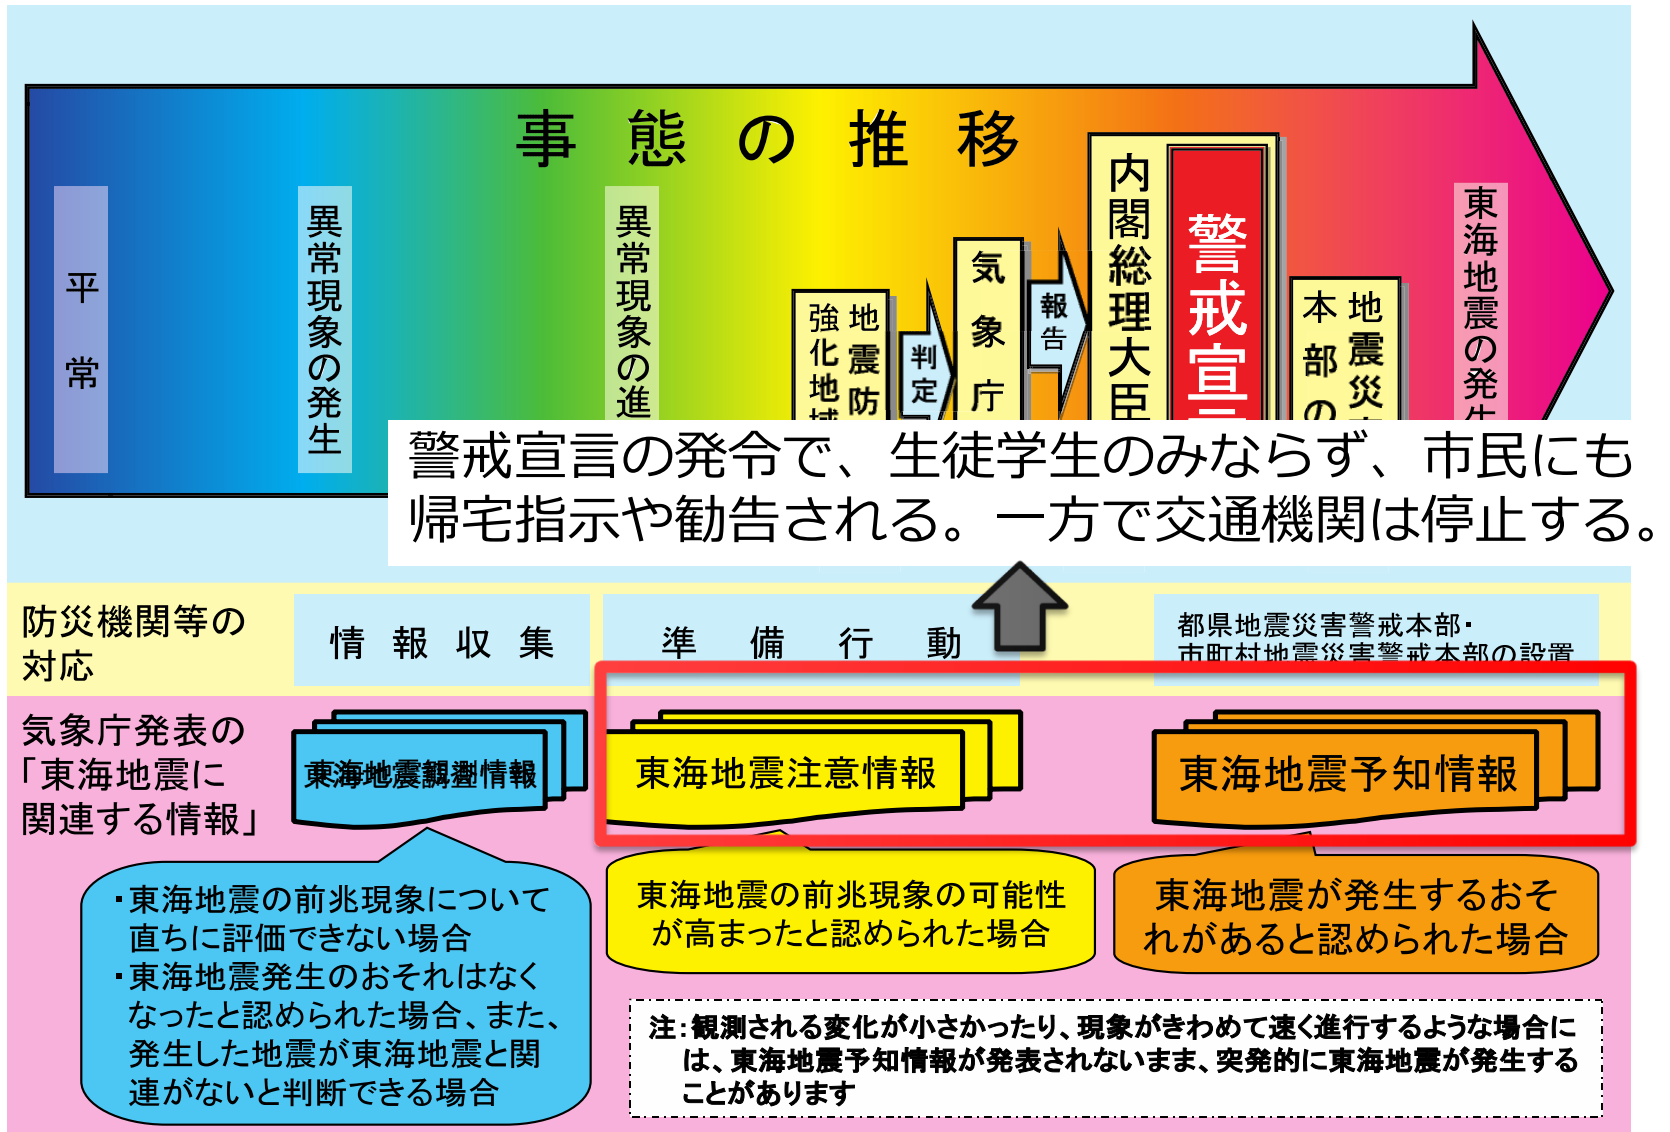 事態の推移
平常
異常現象の発生
異常現象の進
地震防
強化地域
判定
気象庁
報告
内閣総理大臣
警戒宣言
地震災
本部の
東海地震の発生
警戒宣言の発令で、生徒学生のみならず、市民にも
帰宅指示や勧告される。一方で交通機関は停止する。
防災機関等の
対応
情報収集
準備行動
都県地震災害警戒本部・
市町村地震災害警戒本部の設置
気象庁発表の
「東海地震に
関連する情報」
東海地震注意情報
東海地震予知情報
・東海地震の前兆現象について
直ちに評価できない場合
・東海地震発生のおそれはなく
なったと認められた場合、また、
発生した地震が東海地震と関
連がないと判断できる場合
東海地震の前兆現象の可能性
が高まったと認められた場合
東海地震が発生するおそ
れがあると認められた場合
注：観測される変化が小さかったり、現象がきわめて速く進行するような場合に
は、東海地震予知情報が発表されないまま、突発的に東海地震が発生する
ことがあります